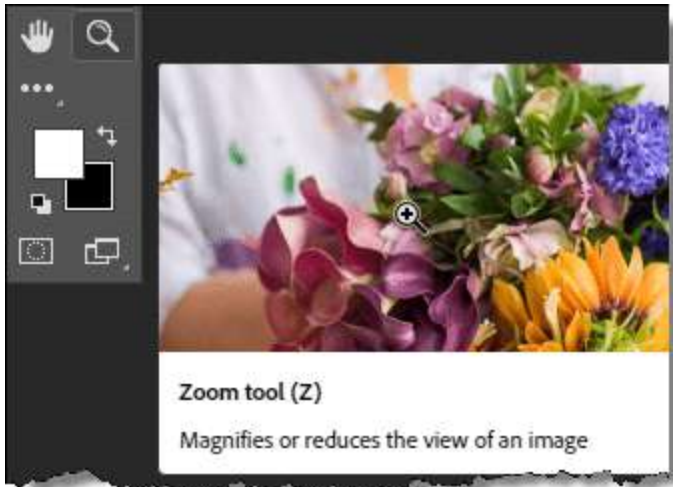 Zoom tool (Z)
Magnifies or reduces the view of an image